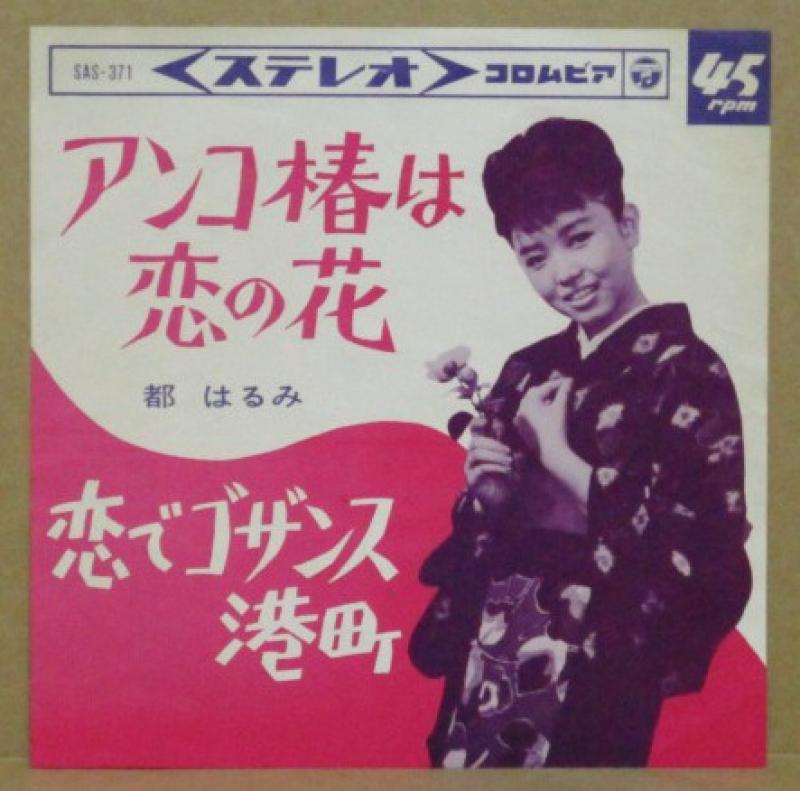 SAS-371 <ステレオ> コロムビア
45 rpm
アンコ椿は
恋の花
都 はるみ
恋でゴザンス
港町